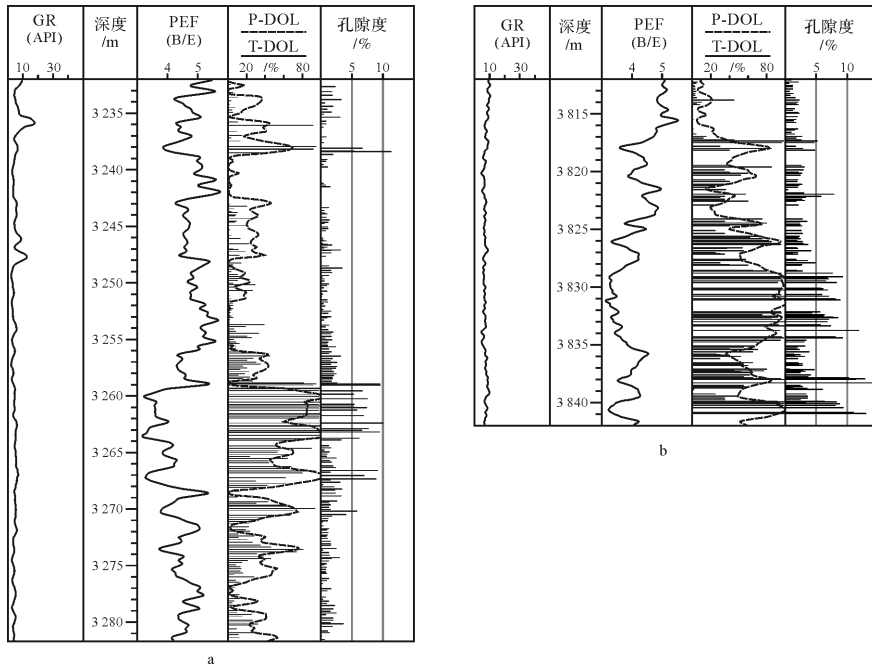 GR
(API)
10 30
深度
/m
PEF
(B/E)
4 5
P-DOL
T-DOL
20 /% 80
孔隙度
/%
5 10
3 235
3 240
3 245
3 250
3 255
3 260
3 265
3 270
3 275
3 280
a
GR
(API)
10 30
深度
/m
PEF
(B/E)
4 5
P-DOL
T-DOL
20 /% 80
孔隙度
/%
5 10
3 815
3 820
3 825
3 830
3 835
3 840
b